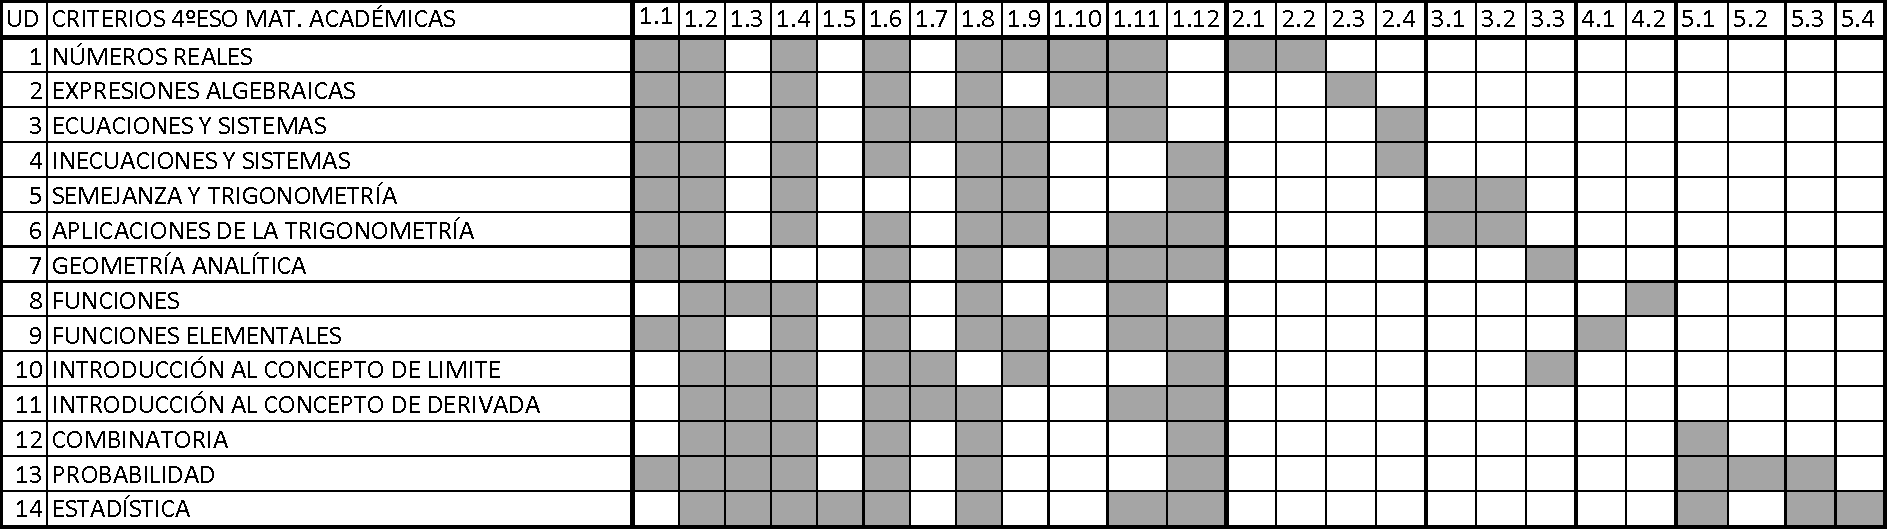 UD CRITERIOS 4ºESO MAT. ACADÉMICAS 1.1 1.2 1.3 1.4 1.5 1.6 1.7 1.8 1.9 1.10 1.11 1.12 2.1 2.2 2.3 2.4 3.1 3.2 3.3 4.1 4.2 5.1 5.2 5.3 5.4
1 NÚMEROS REALES
2 EXPRESIONES ALGEBRAICAS
3 ECUACIONES Y SISTEMAS
4 INECUACIONES Y SISTEMAS
5 SEMEJANZA Y TRIGONOMETRÍA
6 APLICACIONES DE LA TRIGONOMETRÍA
7 GEOMETRÍA ANALÍTICA
8 FUNCIONES
9 FUNCIONES ELEMENTALES
10 INTRODUCCIÓN AL CONCEPTO DE LIMITE
11 INTRODUCCIÓN AL CONCEPTO DE DERIVADA
12 COMBINATORIA
13 PROBABILIDAD
14 ESTADÍSTICA